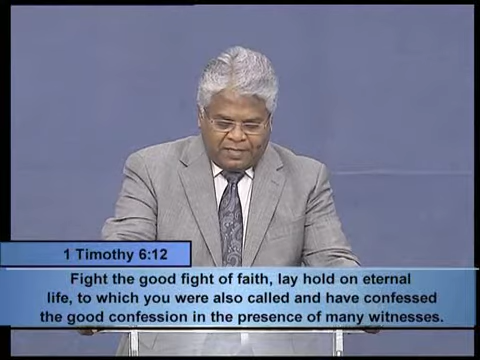 1 Timothy 6:12
Fight the good fight of faith, lay hold on eternal
life, to which you were also called and have confessed
the good confession in the presence of many witnesses.